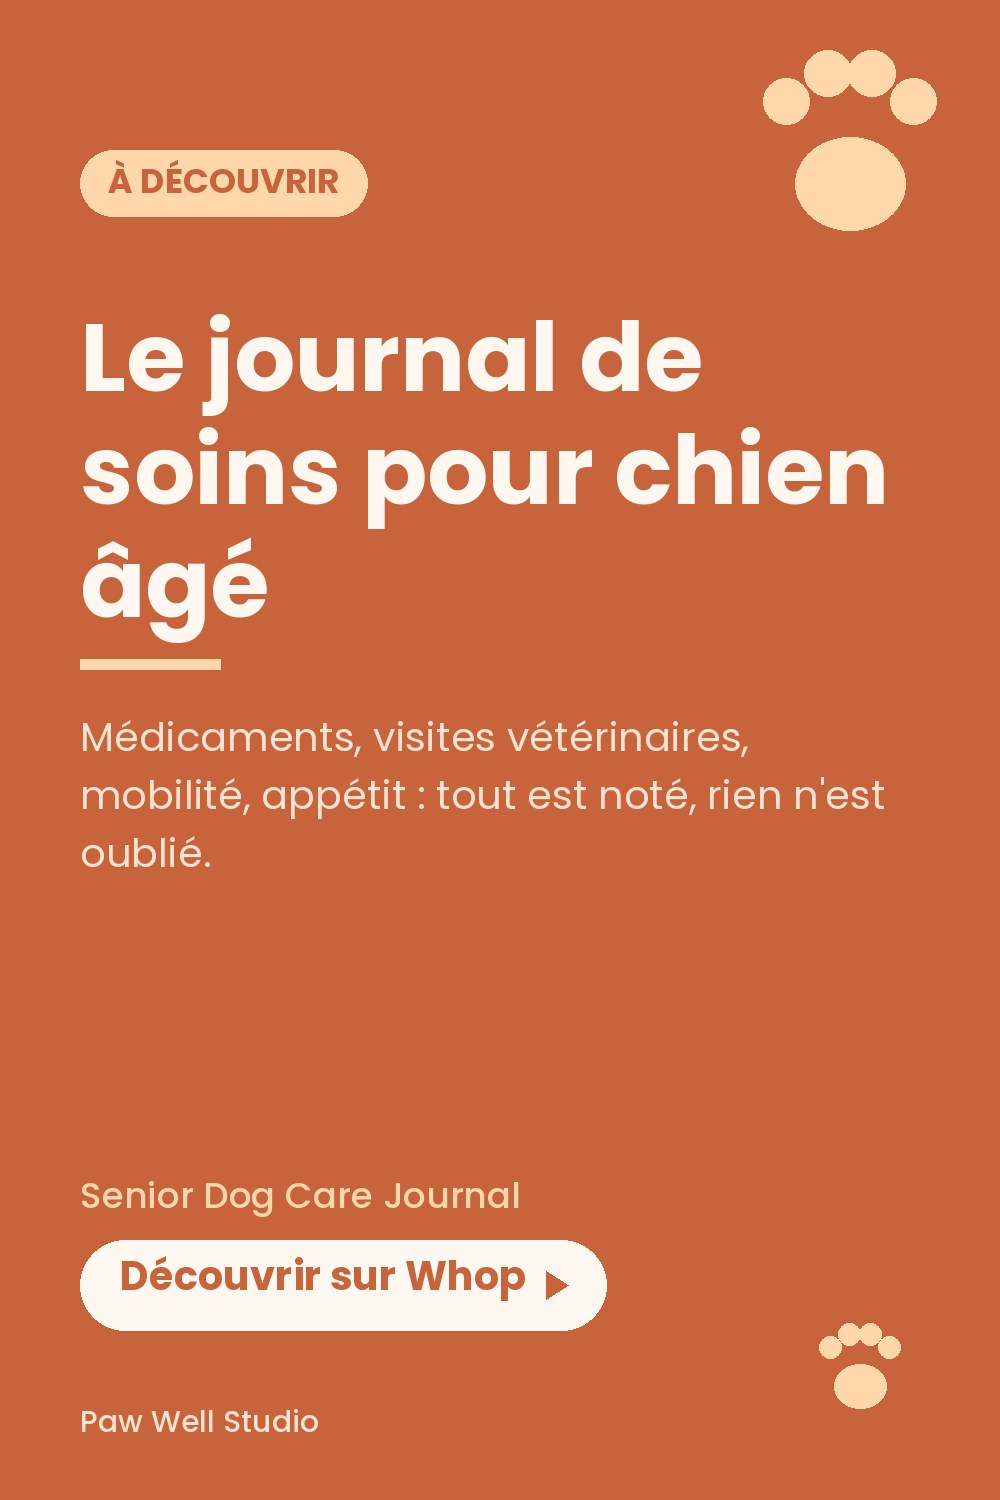 À DÉCOUVRIR
Le journal de
soins pour chien
âgé
Médicaments, visites vétérinaires,
mobilité, appétit : tout est noté, rien n'est
oublié.
Senior Dog Care Journal
Découvrir sur Whop
Paw Well Studio